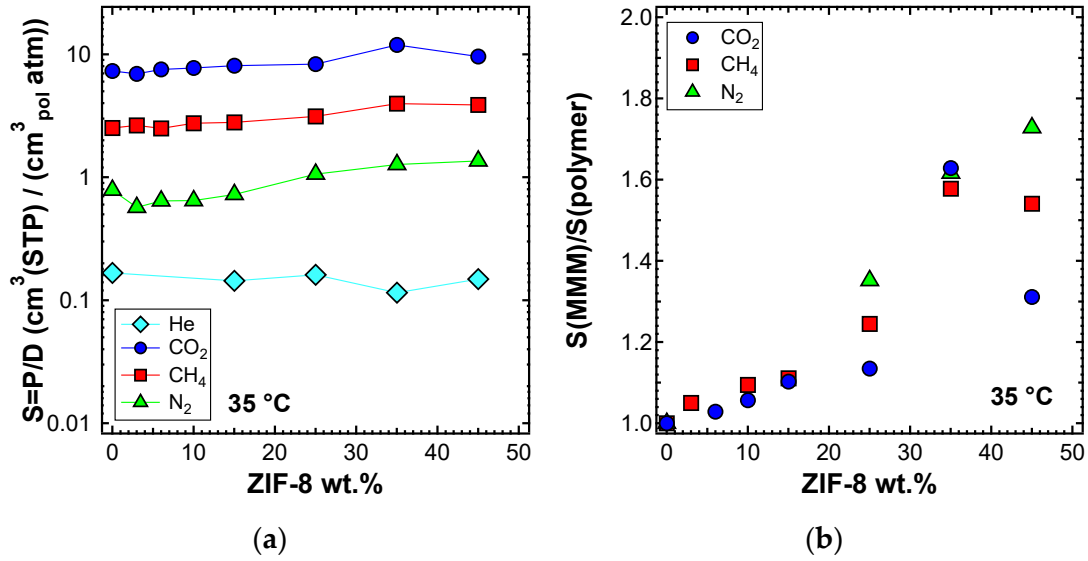 S=P/D (cm³(STP) / (cm³pol atm))
10
1
0.1
0.01
He
CO₂
CH₄
N₂
35 °C
0 10 20 30 40 50
ZIF-8 wt.%
(a)
S(MMM)/S(polymer)
2.0
1.8
1.6
1.4
1.2
1.0
CO₂
CH₄
N₂
35 °C
0 10 20 30 40 50
ZIF-8 wt.%
(b)